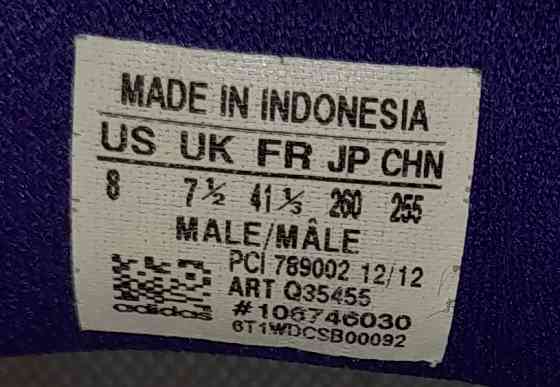 MADE IN INDONESIA
US UK FR JP CHN
8 7½ 41⅓ 260 255
MALE/MÂLE
PCI 789002 12/12
ART Q35455
#106746030
adidas
6T1WDCSB00092